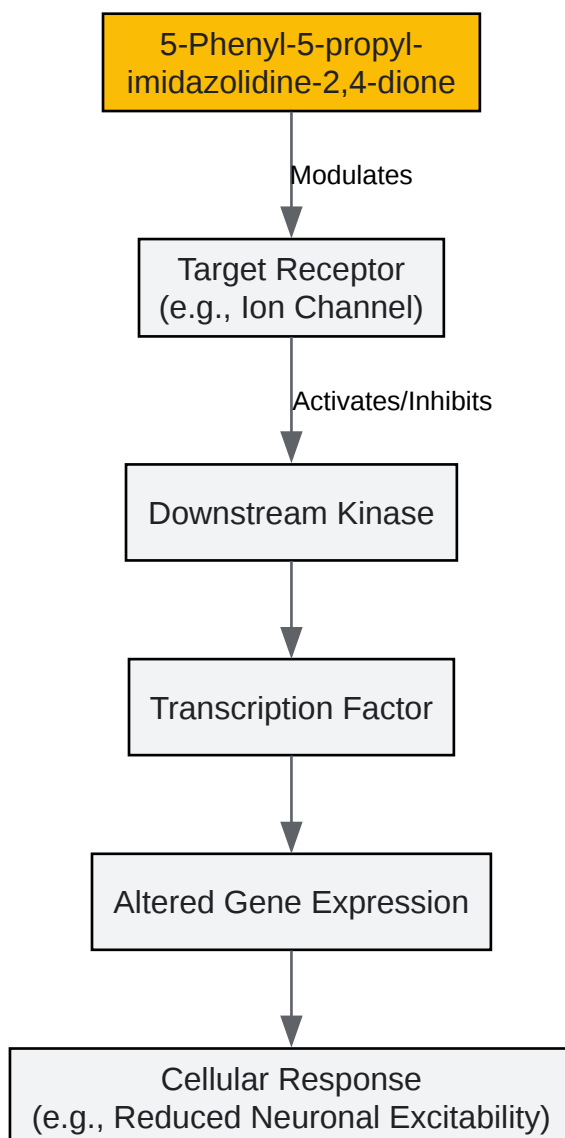 5-Phenyl-5-propyl-
imidazolidine-2,4-dione
Modulates
Target Receptor
(e.g., Ion Channel)
Activates/Inhibits
Downstream Kinase
Transcription Factor
Altered Gene Expression
Cellular Response
(e.g., Reduced Neuronal Excitability)